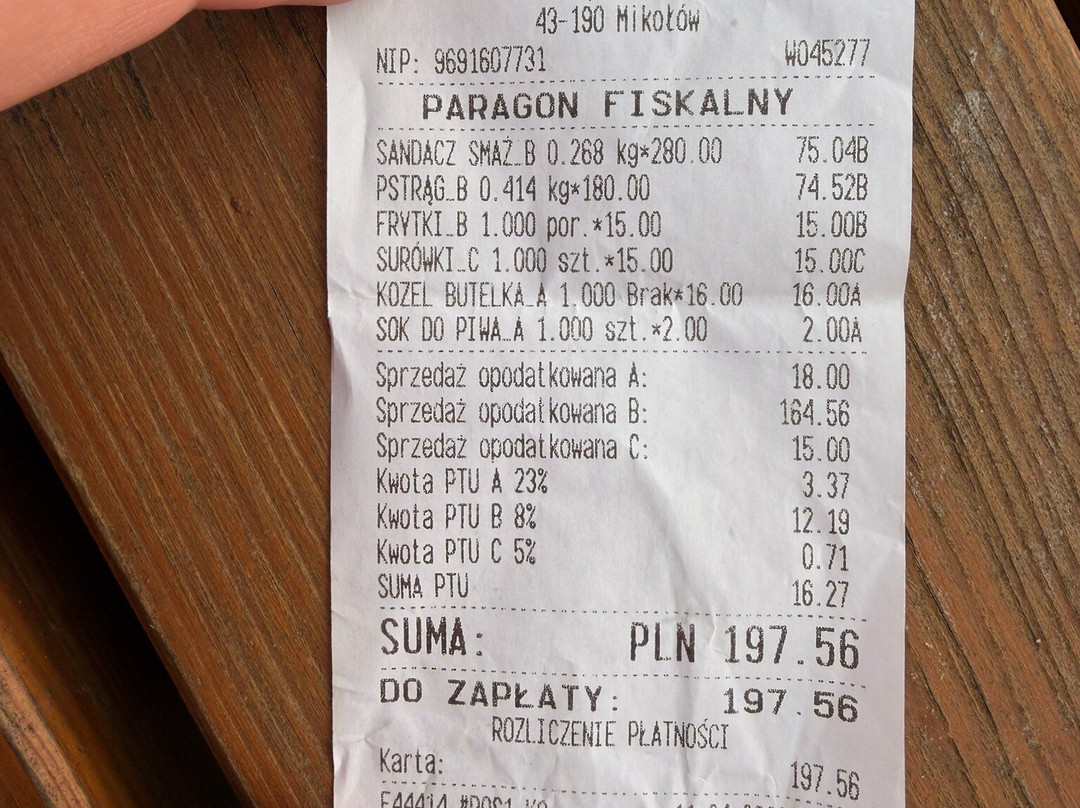 43-190 Mikołów
NIP: 9691607731 W045277
PARAGON FISKALNY
SANDACZ SMAŻ_B 0.268 kg*280.00 75.04B
PSTRĄG_B 0.414 kg*180.00 74.52B
FRYTKI_B 1.000 por.*15.00 15.00B
SURÓWKI_C 1.000 szt.*15.00 15.00C
KOZEL BUTELKA_A 1.000 Brak*16.00 16.00A
SOK DO PIWA_A 1.000 szt.*2.00 2.00A
Sprzedaż opodatkowana A: 18.00
Sprzedaż opodatkowana B: 164.56
Sprzedaż opodatkowana C: 15.00
Kwota PTU A 23% 3.37
Kwota PTU B 8% 12.19
Kwota PTU C 5% 0.71
SUMA PTU 16.27
SUMA: PLN 197.56
DO ZAPŁATY: 197.56
ROZLICZENIE PŁATNOŚCI
Karta: 197.56